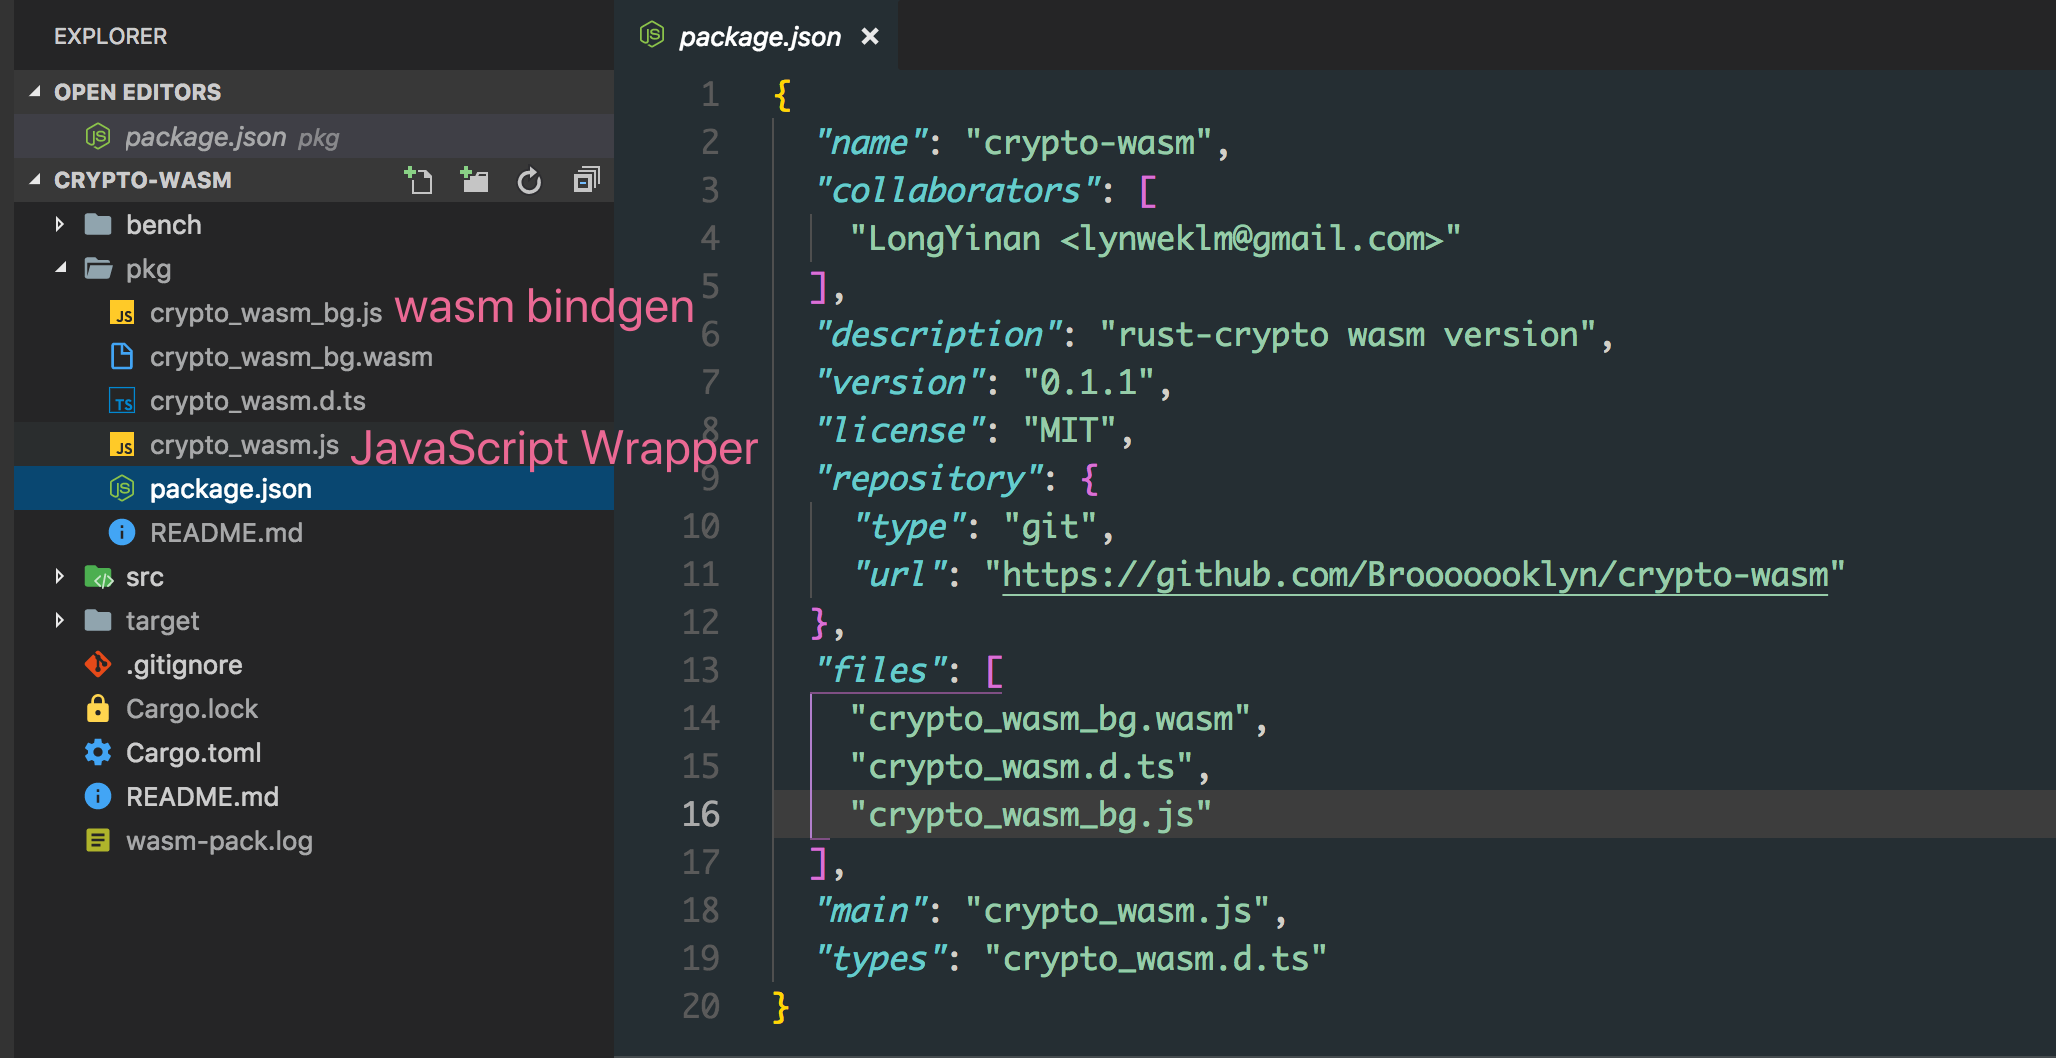 EXPLORER
OPEN EDITORS
package.json pkg
CRYPTO-WASM
bench
pkg
crypto_wasm_bg.js wasm bindgen
crypto_wasm_bg.wasm
TS crypto_wasm.d.ts
JS crypto_wasm.js JavaScript Wrapper
package.json
README.md
src
target
.gitignore
Cargo.lock
Cargo.toml
README.md
wasm-pack.log
package.json ×
1 {
2 "name": "crypto-wasm",
3 "collaborators": [
4 "LongYinan <lynweklm@gmail.com>"
5 ],
6 "description": "rust-crypto wasm version",
7 "version": "0.1.1",
8 "license": "MIT",
9 "repository": {
10 "type": "git",
11 "url": "https://github.com/Brooooooklyn/crypto-wasm"
12 },
13 "files": [
14 "crypto_wasm_bg.wasm",
15 "crypto_wasm.d.ts",
16 "crypto_wasm_bg.js"
17 ],
18 "main": "crypto_wasm.js",
19 "types": "crypto_wasm.d.ts"
20 }